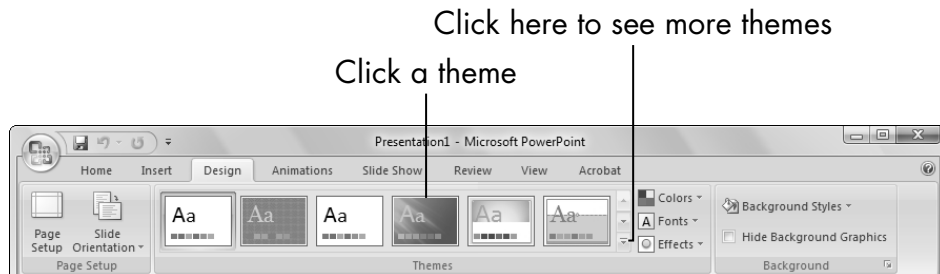 Click here to see more themes
Click a theme
Presentation1 - Microsoft PowerPoint
Home Insert Design Animations Slide Show Review View Acrobat
Aa Aa Aa Aa Aa Aa
Colors
Fonts
Effects
Background Styles
Hide Background Graphics
Page Setup
Slide Orientation
Page Setup Themes Background